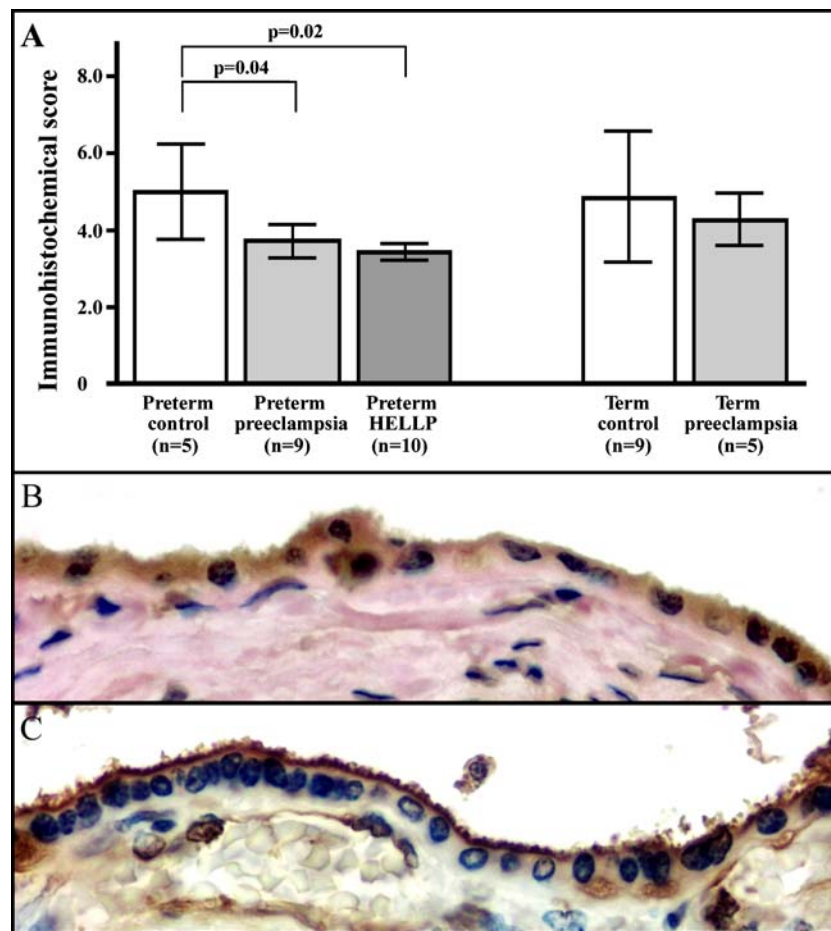 A
p=0.02
p=0.04
Immunohistochemical score
8.0
6.0
4.0
2.0
0
Preterm control (n=5)
Preterm preeclampsia (n=9)
Preterm HELLP (n=10)
Term control (n=9)
Term preeclampsia (n=5)
B
C